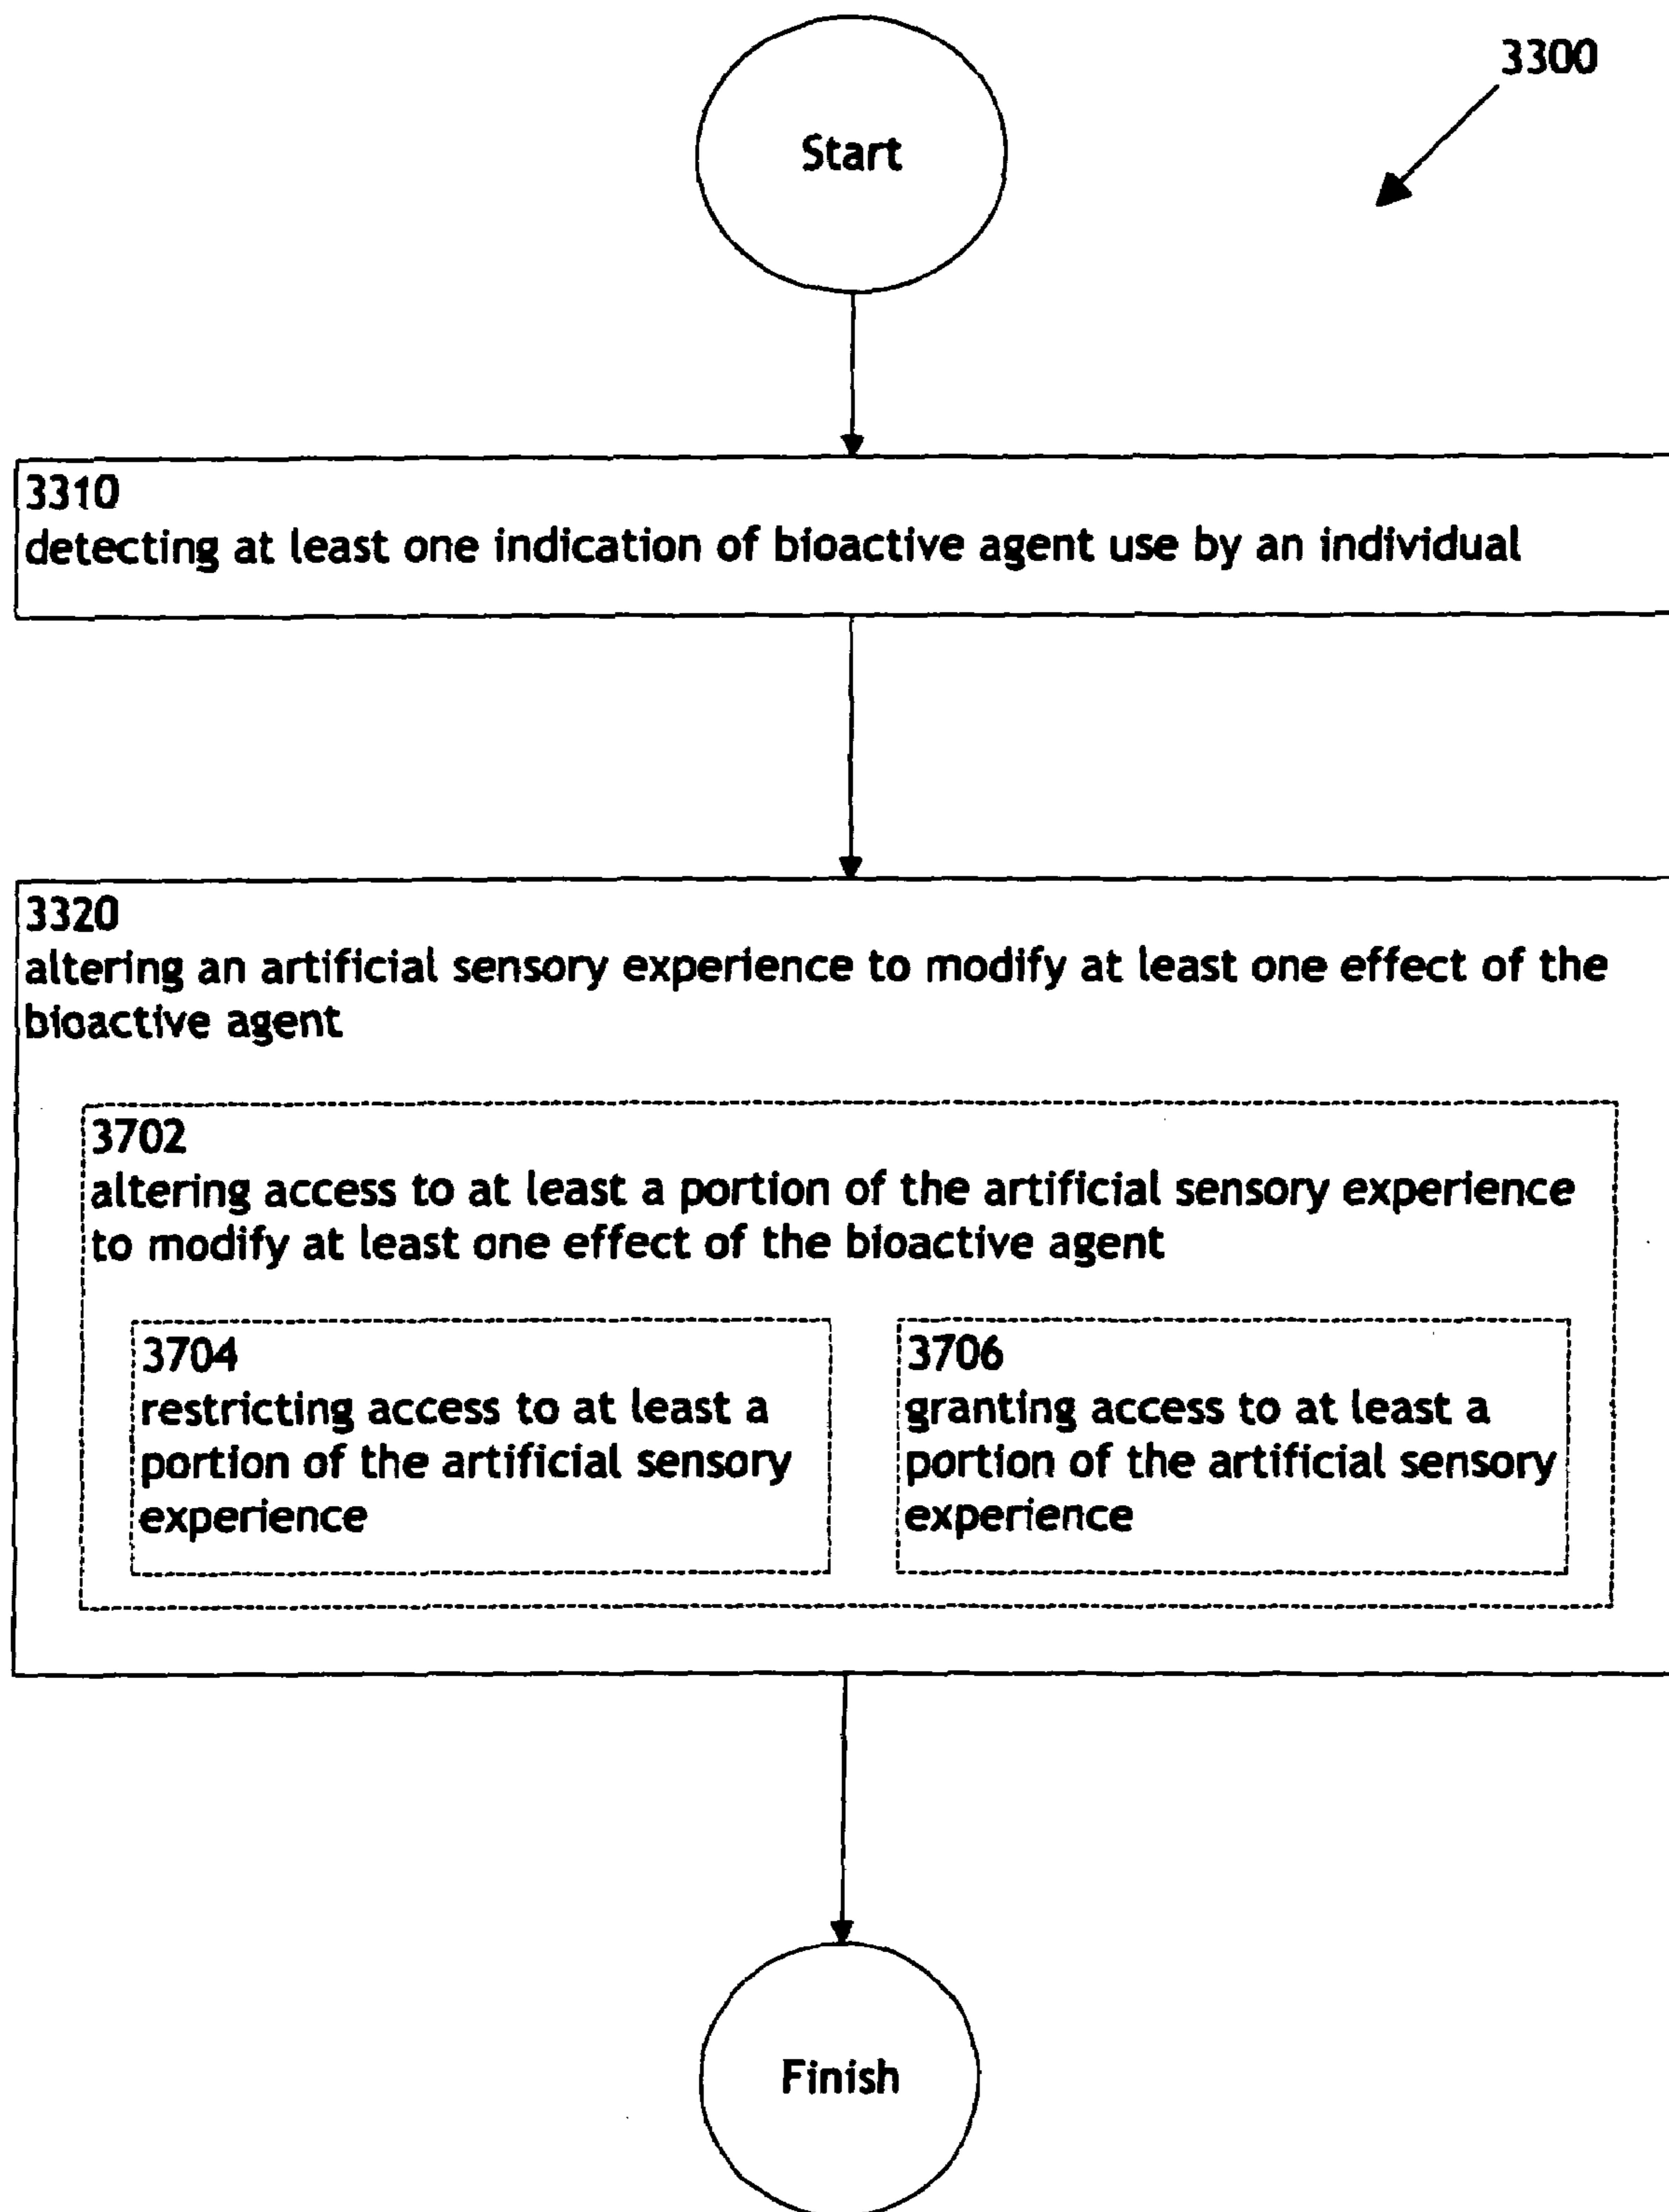 3300
Start
3310
detecting at least one indication of bioactive agent use by an individual
3320
altering an artificial sensory experience to modify at least one effect of the
bioactive agent
3702
altering access to at least a portion of the artificial sensory experience
to modify at least one effect of the bioactive agent
3704
restricting access to at least a
portion of the artificial sensory
experience
3706
granting access to at least a
portion of the artificial sensory
experience
Finish